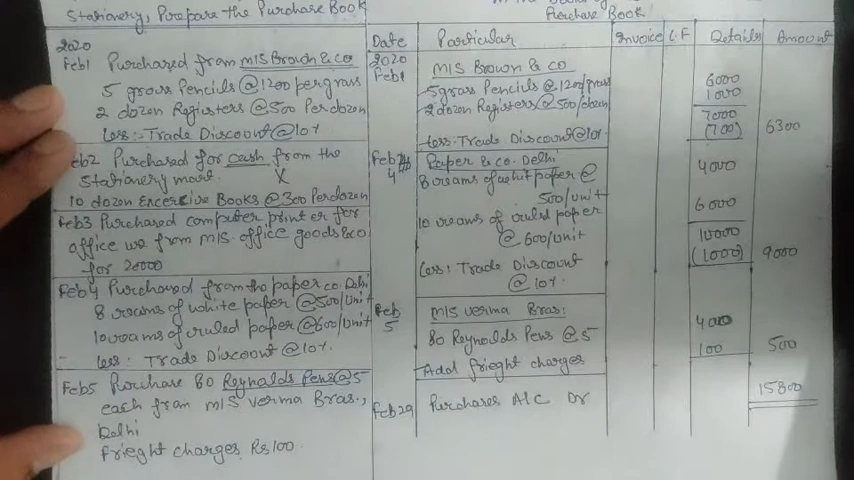 Stationery, Prepare the Purchase Book
2020
Feb1 Purchased from M/S Brown & co
5 gross Pencils @ 1200 per gross
2 dozen Registers @ 500 Per dozen
Less:- Trade Discount @ 10%
Feb2 Purchased for cash from the
Stationery mart.
X
10 dozen Excersive Books @ 300 Perdozen
Feb3 Purchased computer printer for
office use from M/S. office goods & co
for 20000
Feb4 Purchased from the paper co. Delhi
8 reams of white paper @ 500/Unit
10 reams of ruled paper @ 600/Unit
Less: Trade Discount @ 10%.
Feb5 Purchase 80 Reynolds Pens @ 5
each from M/S Verma Bras.,
Delhi
Frieght charges Rs 100
Purchase Book
Date Particular Invoice L.F Details Amount
2020
Feb1 M/S Brown & CO
5 gross Pencils @ 1200/gross 6000
2 dozen Registers @ 500/dozen 1000
7000
Less: Trade Discount @ 10%. (700) 6300
Feb
4 Paper & co. Delhi
8 reams of whit paper @ 4000
500/Unit
10 reams of ruled paper 6000
@ 600/Unit 10000
Less: Trade Discount (1000) 9000
@ 10%.
Feb
5 M/S Verma Bras:
80 Reynolds Pens @ 5 400
Add frieght charges 100 500
Feb29 Purchases A/C Dr 15800